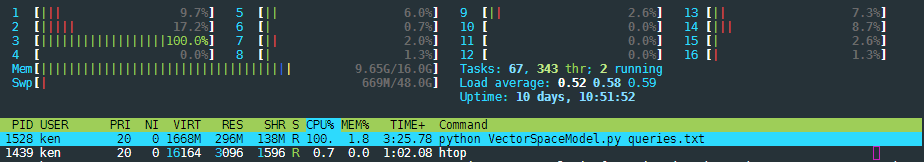 1 [||| 9.7%] 5 [|| 6.0%] 9 [|| 2.6%] 13 [||| 7.3%]
2 [||||| 17.2%] 6 [| 0.7%] 10 [ 0.0%] 14 [||| 8.7%]
3 [|||||||||||||||||||100.0%] 7 [|| 2.0%] 11 [ 0.0%] 15 [| 2.6%]
4 [ 0.0%] 8 [| 1.3%] 12 [ 0.0%] 16 [| 1.3%]
Mem[|||||||||||||||||||||||||||||||||||||| 9.65G/16.0G] Tasks: 67, 343 thr; 2 running
Swp[| 669M/48.0G] Load average: 0.52 0.58 0.59
Uptime: 10 days, 10:51:52
PID USER PRI NI VIRT RES SHR S CPU% MEM% TIME+ Command
1528 ken 20 0 1668M 296M 138M R 100. 1.8 3:25.78 python VectorSpaceModel.py queries.txt
1439 ken 20 0 16164 3096 1596 R 0.7 0.0 1:02.08 htop